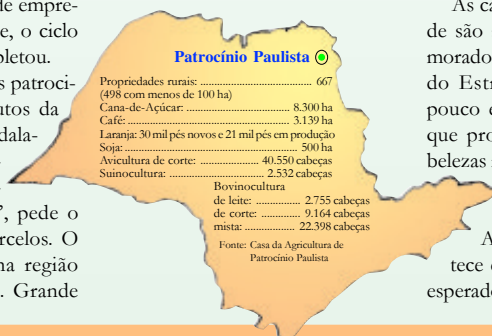 de empre-
e, o ciclo
pletou.
s patroci-
utos da
dala-
”, pede o
rcelos. O
na região
. Grande
Patrocínio Paulista
Propriedades rurais: ........................... 667
(498 com menos de 100 ha)
Cana-de-Açúcar: ........................... 8.300 ha
Café: ........................... 3.139 ha
Laranja: 30 mil pés novos e 21 mil pés em produção
Soja: ........................... 500 ha
Avicultura de corte: .................. 40.550 cabeças
Suinocultura: ........................... 2.532 cabeças
Bovinocultura
de leite: ................ 2.755 cabeças
de corte: .......... 9.164 cabeças
mista: ............... 22.398 cabeças
Fonte: Casa da Agricultura de
Patrocínio Paulista
As ca
de são
morado
do Estr
pouco e
que pro
belezas
A
tece
esperado